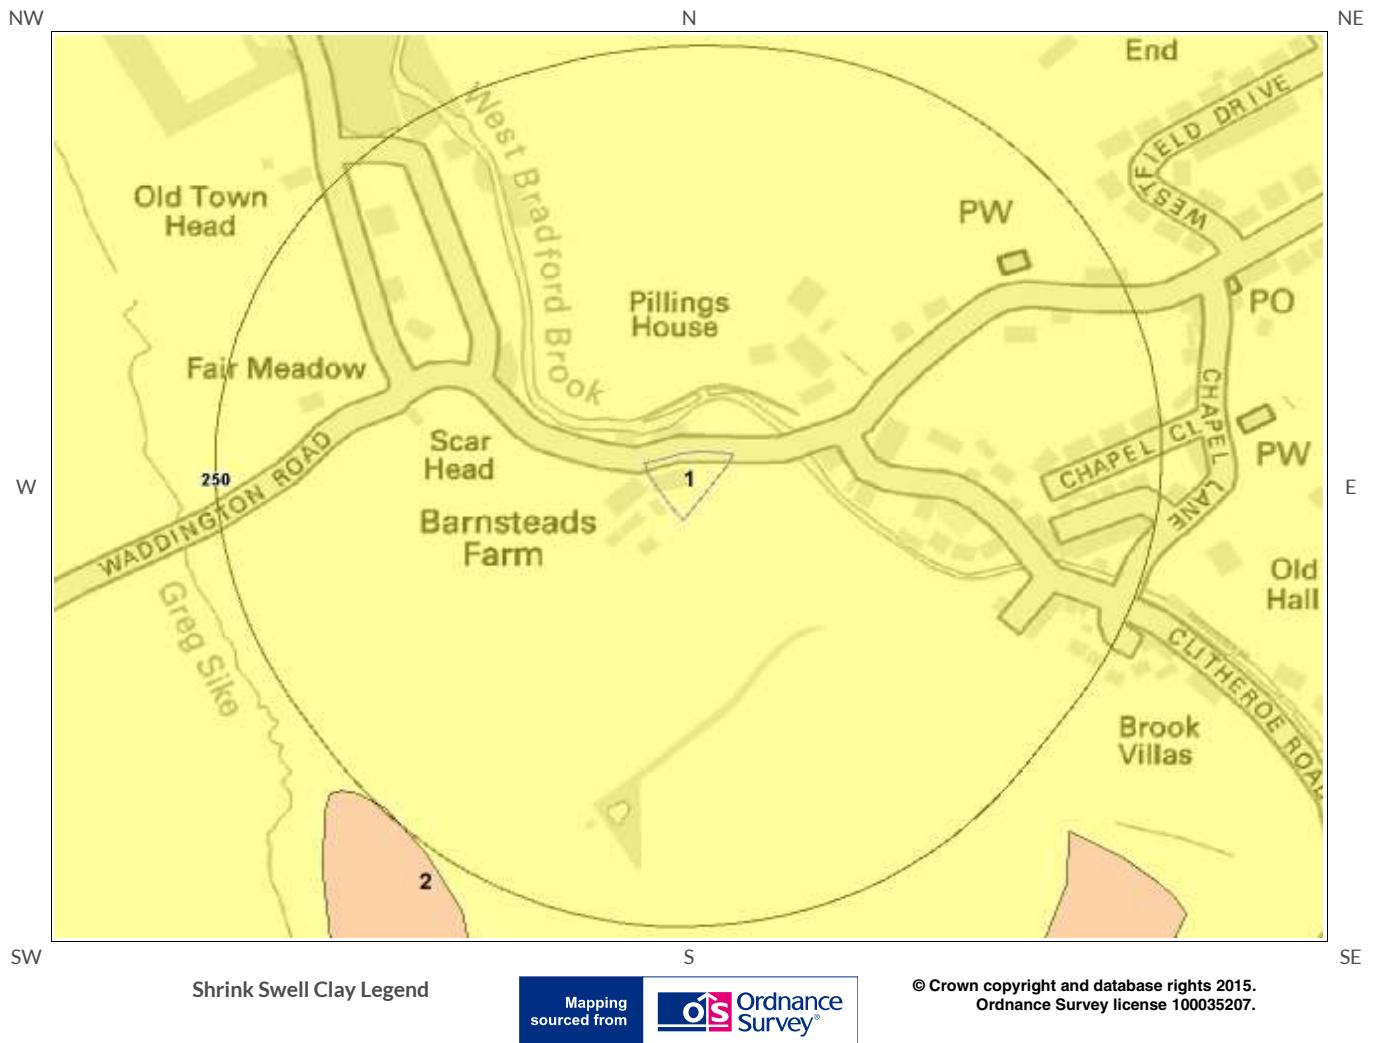 NW
N
NE
End
WESTFIELD DRIVE
West Bradford Brook
Old Town
Head
PW
Pillings
House
PO
Fair Meadow
CHAPEL LANE
CHAPEL CL
PW
Scar
Head
250
1
W
E
WADDINGTON ROAD
Barnsteads
Farm
Old
Hall
Greg Sike
CLITHEROE ROAD
Brook
Villas
2
SW
S
SE
Shrink Swell Clay Legend
Mapping
sourced from
OS
Ordnance
Survey®
© Crown copyright and database rights 2015.
Ordnance Survey license 100035207.